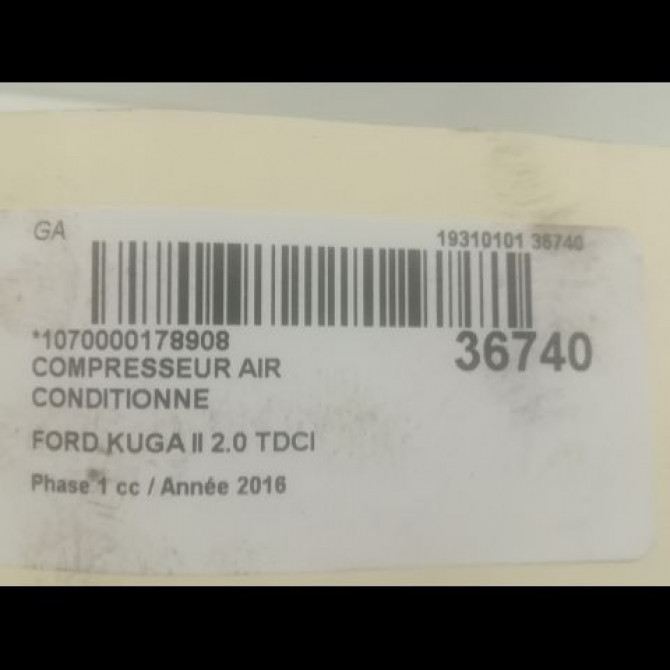 GA
19310101 36740
*1070000178908
36740
COMPRESSEUR AIR
CONDITIONNE
FORD KUGA II 2.0 TDCI
Phase 1 cc / Année 2016